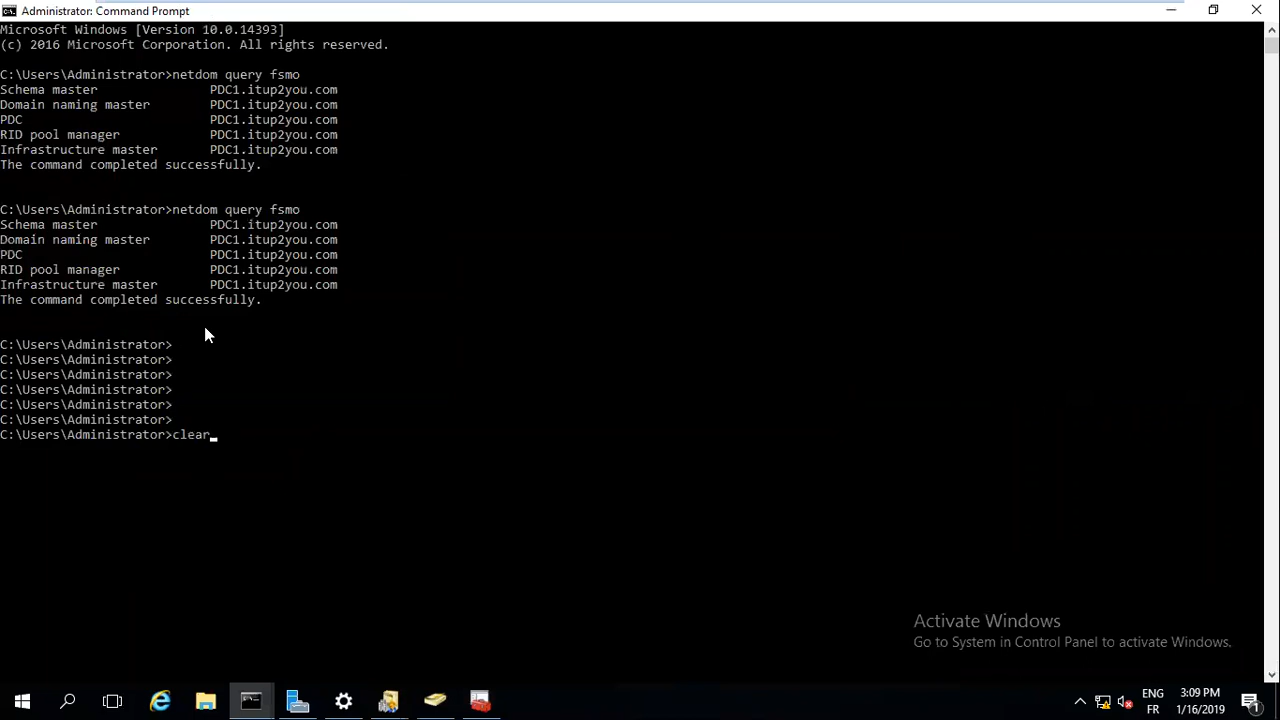 Administrator: Command Prompt
Microsoft Windows [Version 10.0.14393]
(c) 2016 Microsoft Corporation. All rights reserved.
C:\Users\Administrator>netdom query fsmo
Schema master PDC1.itup2you.com
Domain naming master PDC1.itup2you.com
PDC PDC1.itup2you.com
RID pool manager PDC1.itup2you.com
Infrastructure master PDC1.itup2you.com
The command completed successfully.
C:\Users\Administrator>netdom query fsmo
Schema master PDC1.itup2you.com
Domain naming master PDC1.itup2you.com
PDC PDC1.itup2you.com
RID pool manager PDC1.itup2you.com
Infrastructure master PDC1.itup2you.com
The command completed successfully.
C:\Users\Administrator>
C:\Users\Administrator>
C:\Users\Administrator>
C:\Users\Administrator>
C:\Users\Administrator>
C:\Users\Administrator>
C:\Users\Administrator>clear
Activate Windows
Go to System in Control Panel to activate Windows.
ENG 3:09 PM
FR 1/16/2019 1